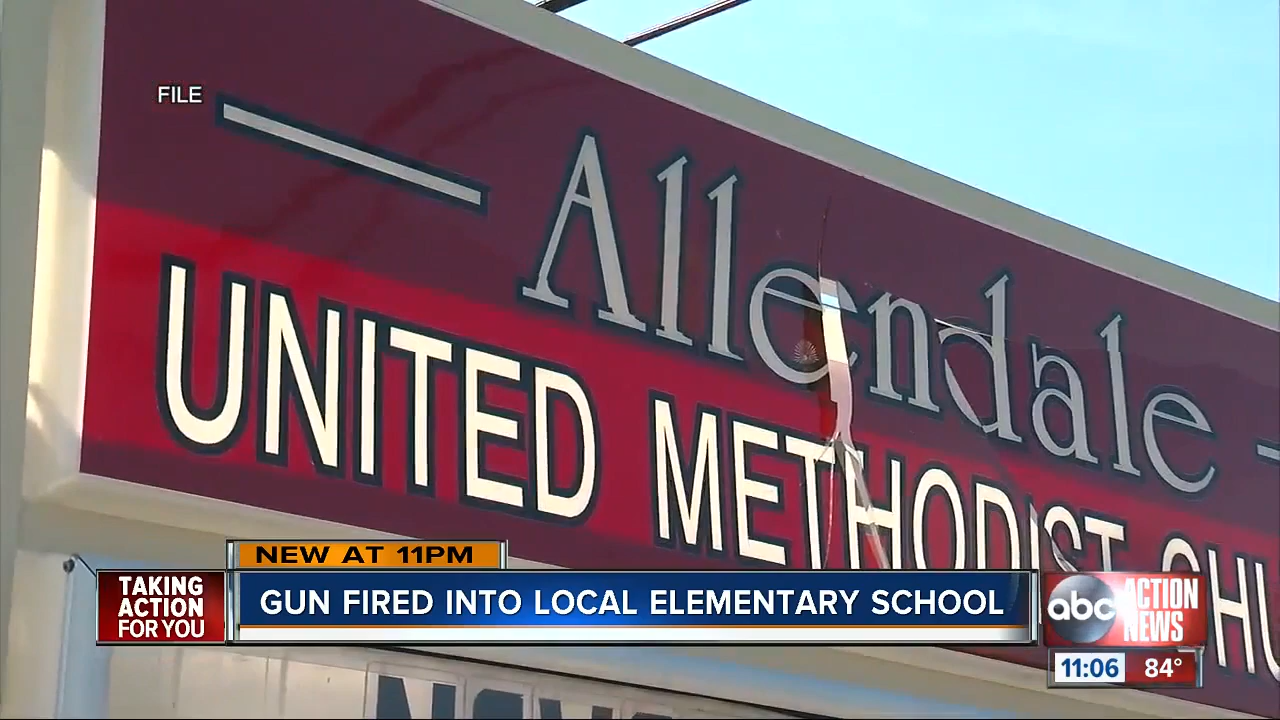 FILE
Allendale
UNITED METHODIST
NEW AT 11PM
TAKING
ACTION
FOR YOU
GUN FIRED INTO LOCAL ELEMENTARY SCHOOL
abc ACTION
NEWS
11:06 84°